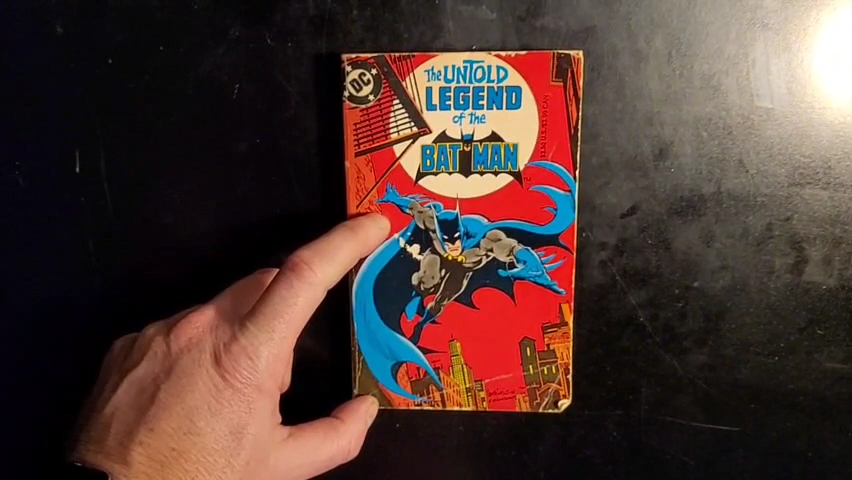 DC
The UNTOLD
LEGEND
of the
BATMAN